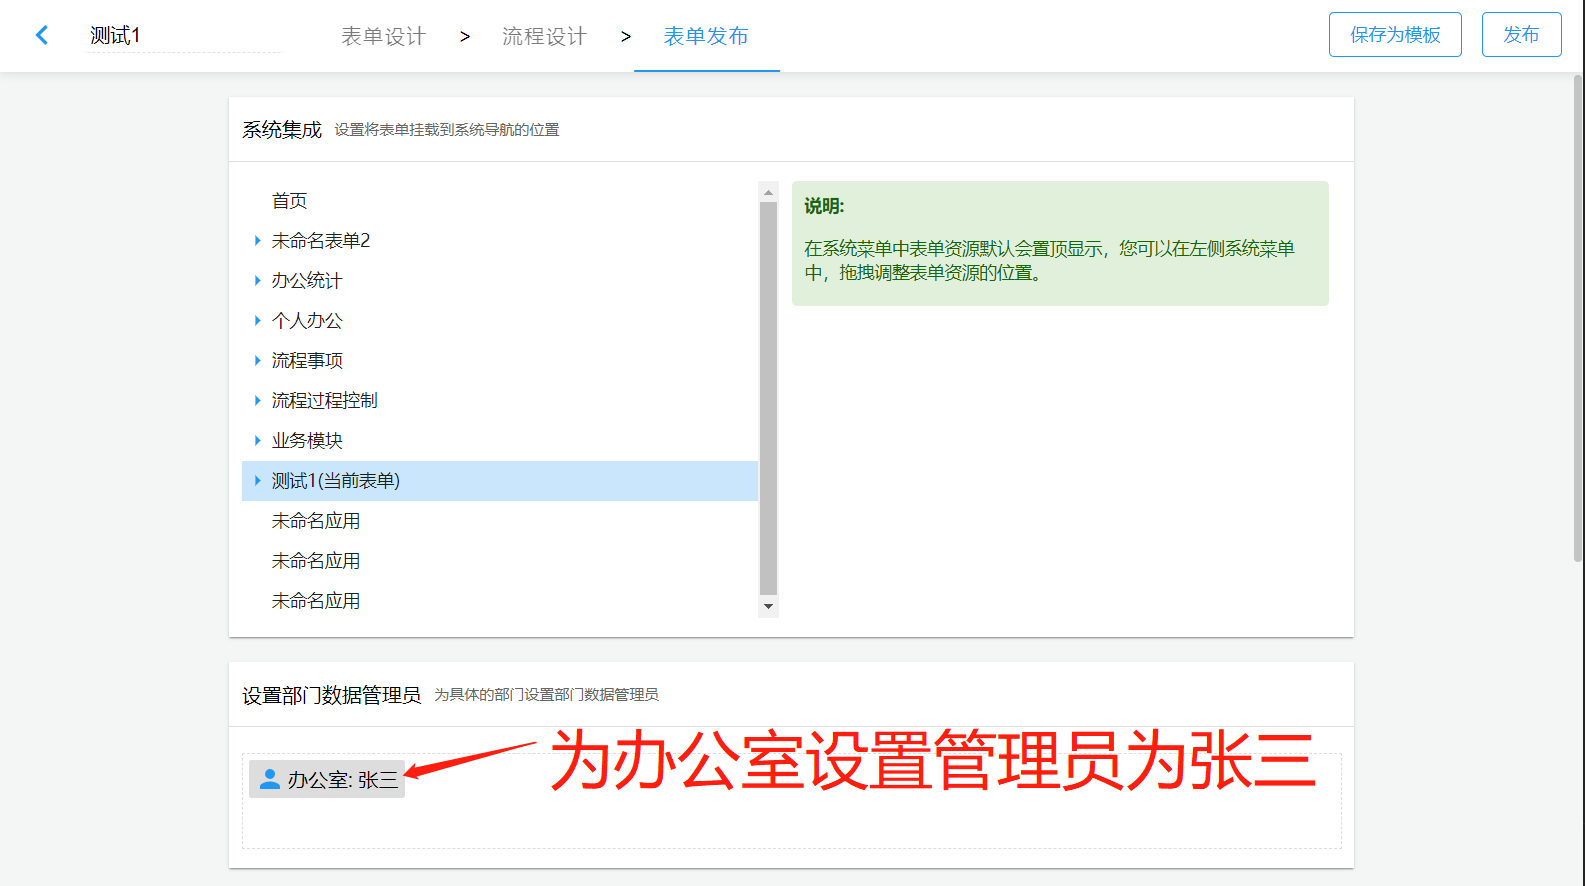 测试1
表单设计 > 流程设计 > 表单发布
保存为模板
发布
系统集成 设置将表单挂载到系统导航的位置
首页
未命名表单2
办公统计
个人办公
流程事项
流程过程控制
业务模块
测试1(当前表单)
未命名应用
未命名应用
未命名应用
说明:
在系统菜单中表单资源默认会置顶显示，您可以在左侧系统菜单
中，拖拽调整表单资源的位置。
设置部门数据管理员 为具体的部门设置部门数据管理员
办公室: 张三
为办公室设置管理员为张三